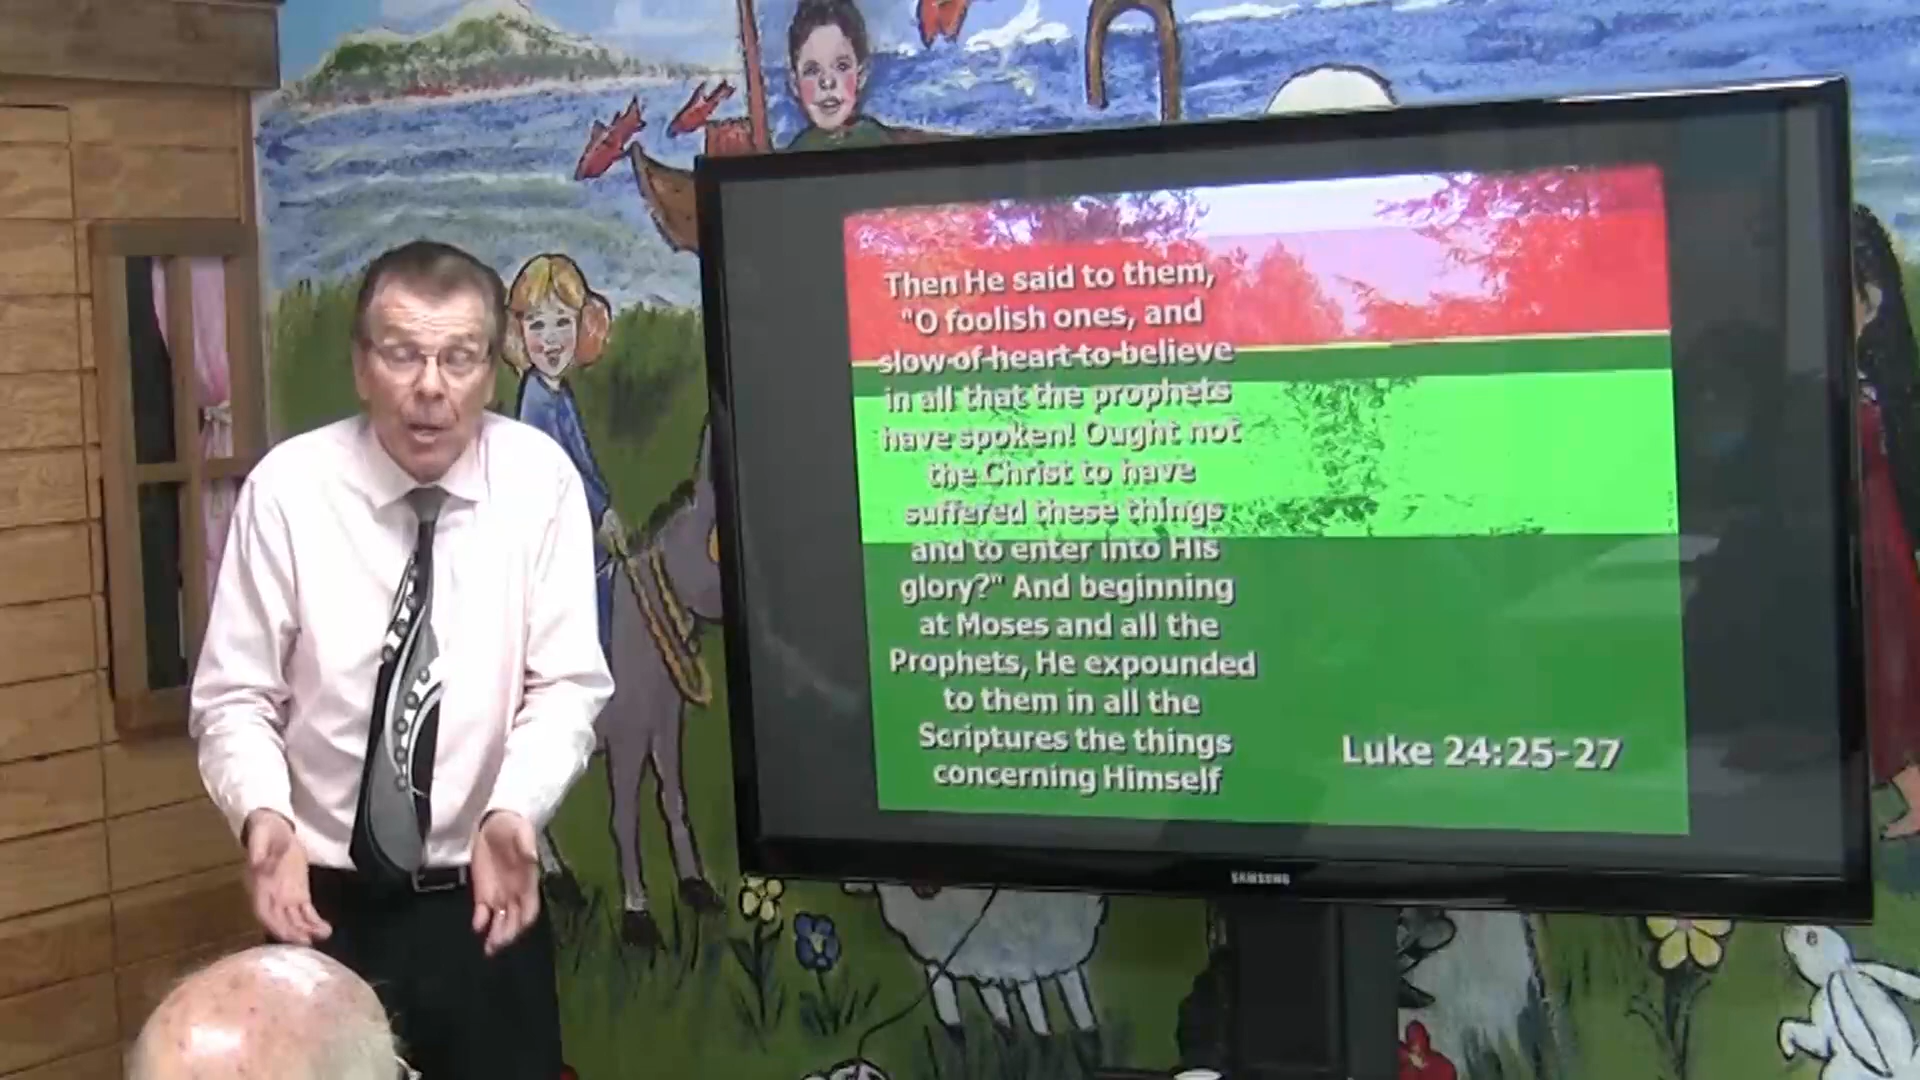 Then He said to them,
"O foolish ones, and
slow of heart to believe
in all that the prophets
have spoken! Ought not
the Christ to have
suffered these things
and to enter into His
glory?" And beginning
at Moses and all the
Prophets, He expounded
to them in all the
Scriptures the things
concerning Himself
Luke 24:25-27
SAMSUNG